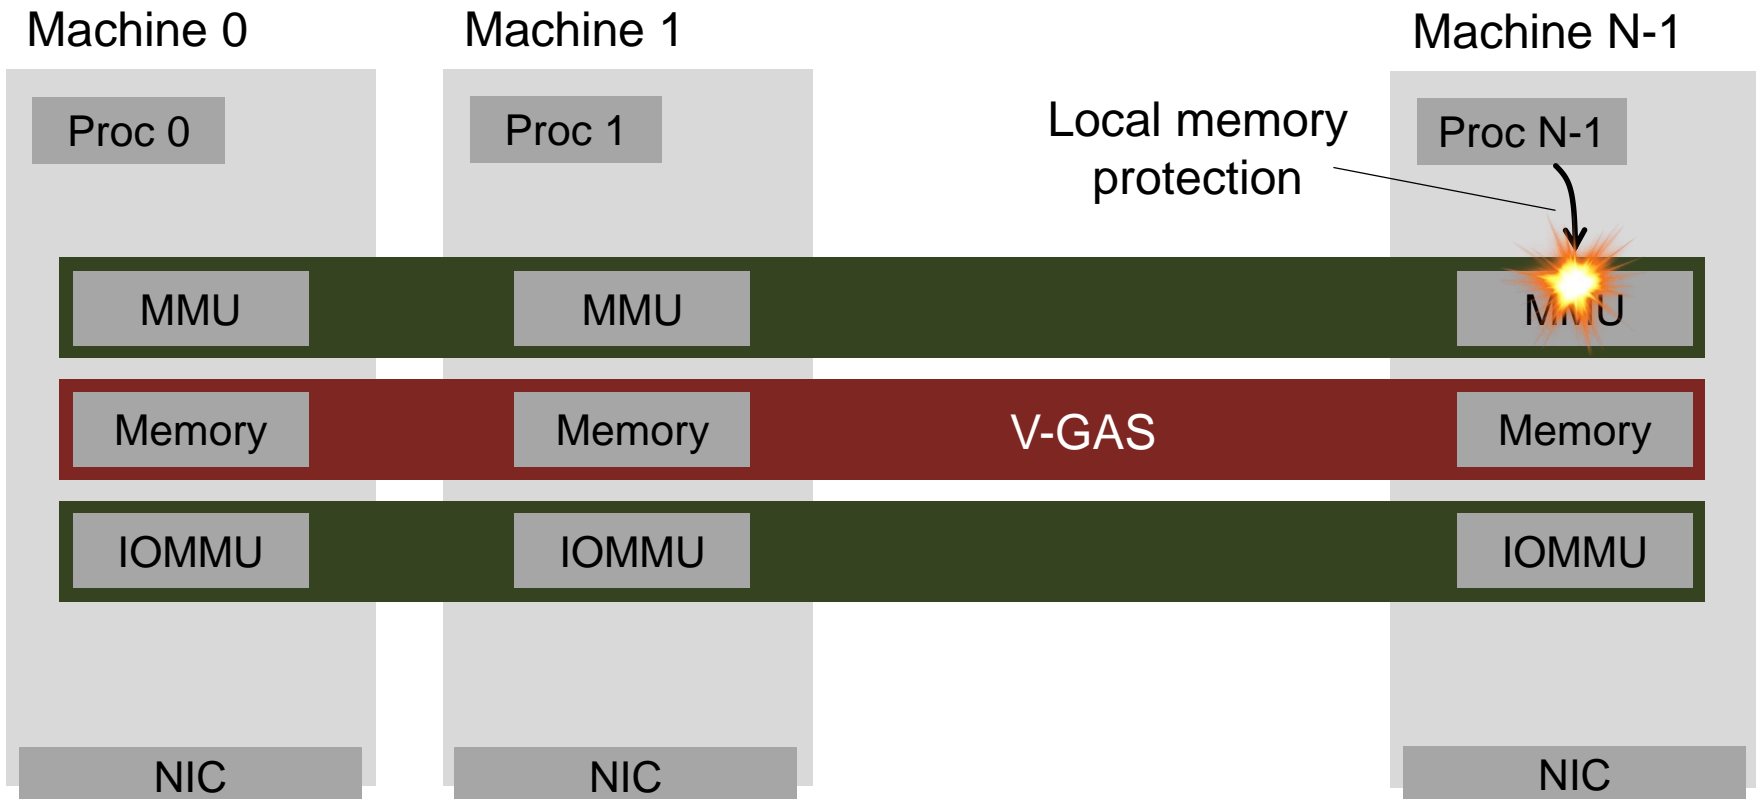 Machine 0
Machine 1
Machine N-1
Proc 0
Proc 1
Local memory
protection
Proc N-1
MMU
MMU
MMU
Memory
Memory
V-GAS
Memory
IOMMU
IOMMU
IOMMU
NIC
NIC
NIC